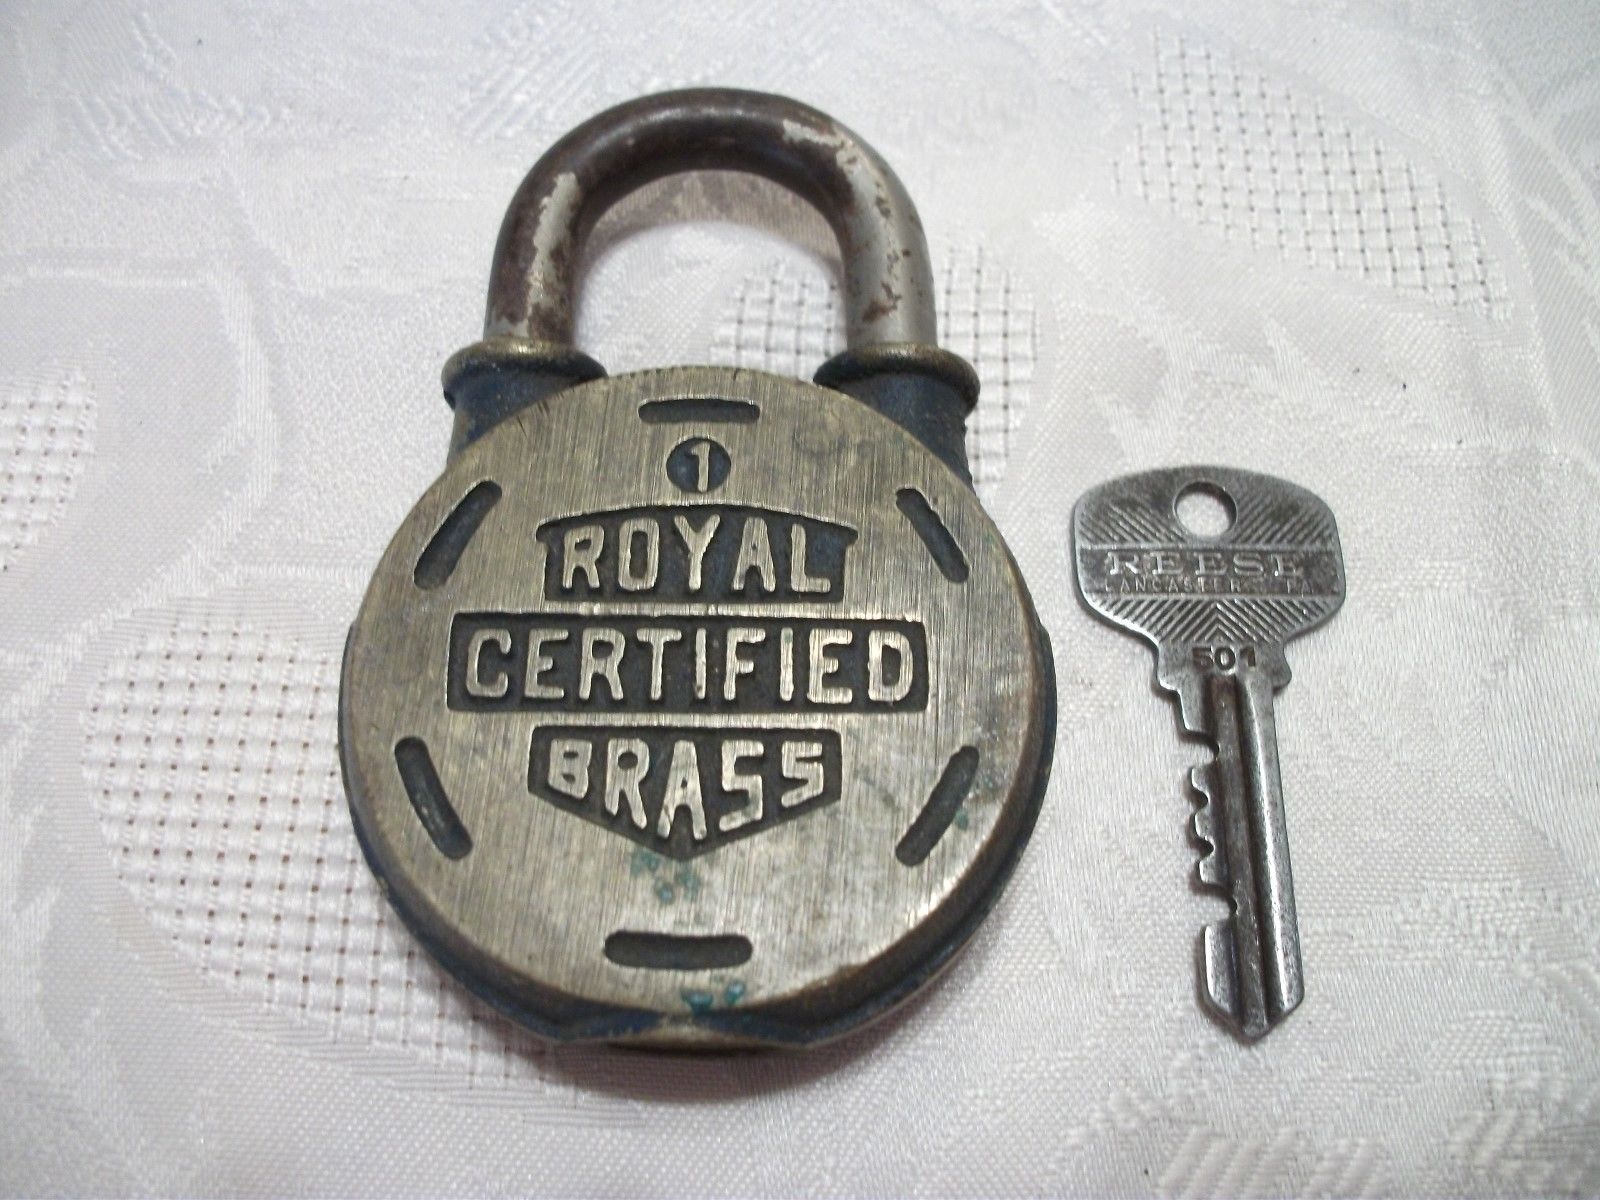 1
ROYAL
CERTIFIED
BRASS
REESE
LANCASTER PA
501